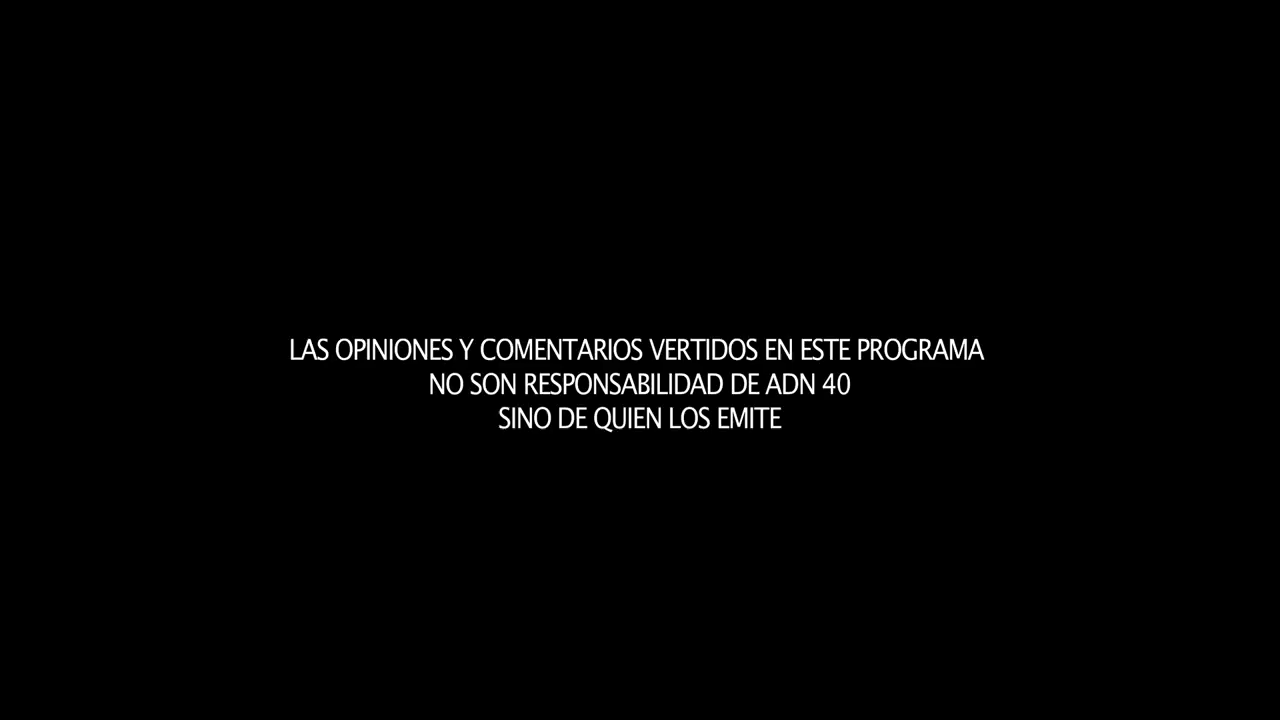 LAS OPINIONES Y COMENTARIOS VERTIDOS EN ESTE PROGRAMA
NO SON RESPONSABILIDAD DE ADN 40
SINO DE QUIEN LOS EMITE